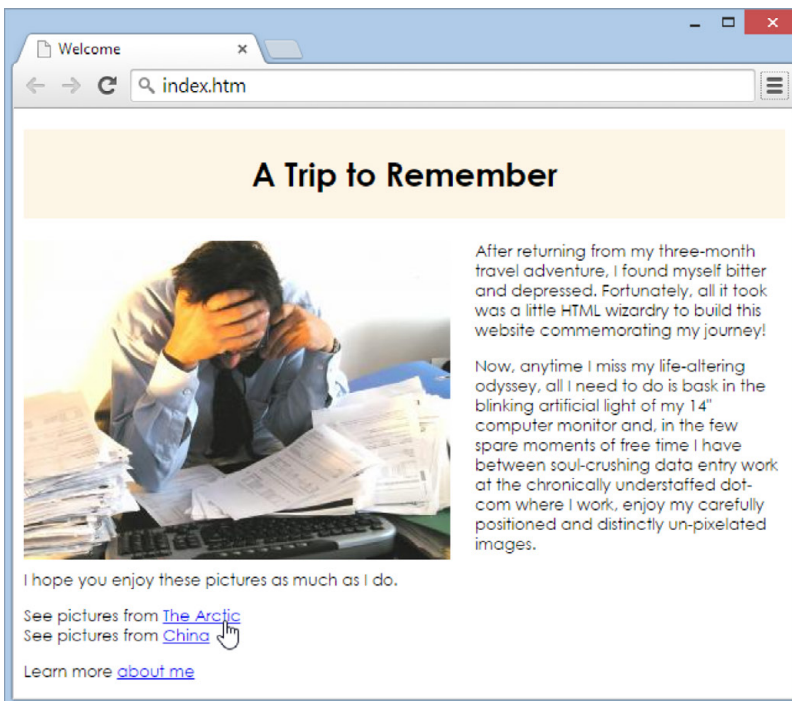 Welcome
index.htm
A Trip to Remember
After returning from my three-month
travel adventure, I found myself bitter
and depressed. Fortunately, all it took
was a little HTML wizardry to build this
website commemorating my journey!
Now, anytime I miss my life-altering
odyssey, all I need to do is bask in the
blinking artificial light of my 14"
computer monitor and, in the few
spare moments of free time I have
between soul-crushing data entry work
at the chronically understaffed dot-
com where I work, enjoy my carefully
positioned and distinctly un-pixelated
images.
I hope you enjoy these pictures as much as I do.
See pictures from The Arctic
See pictures from China
Learn more about me